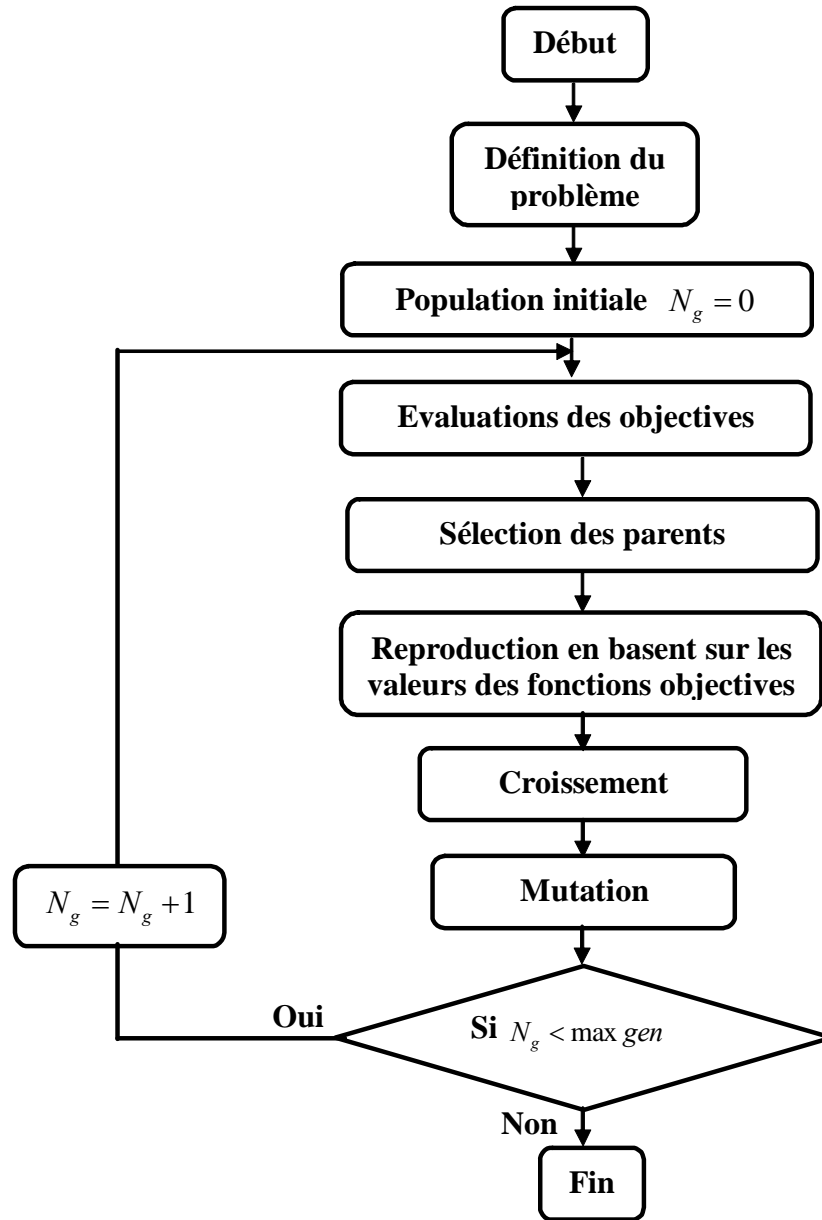 Début
Définition du
problème
Population initiale N_g = 0
Evaluations des objectives
Sélection des parents
Reproduction en basent sur les
valeurs des fonctions objectives
Croissement
Mutation
N_g = N_g + 1
Oui
Si N_g < max gen
Non
Fin